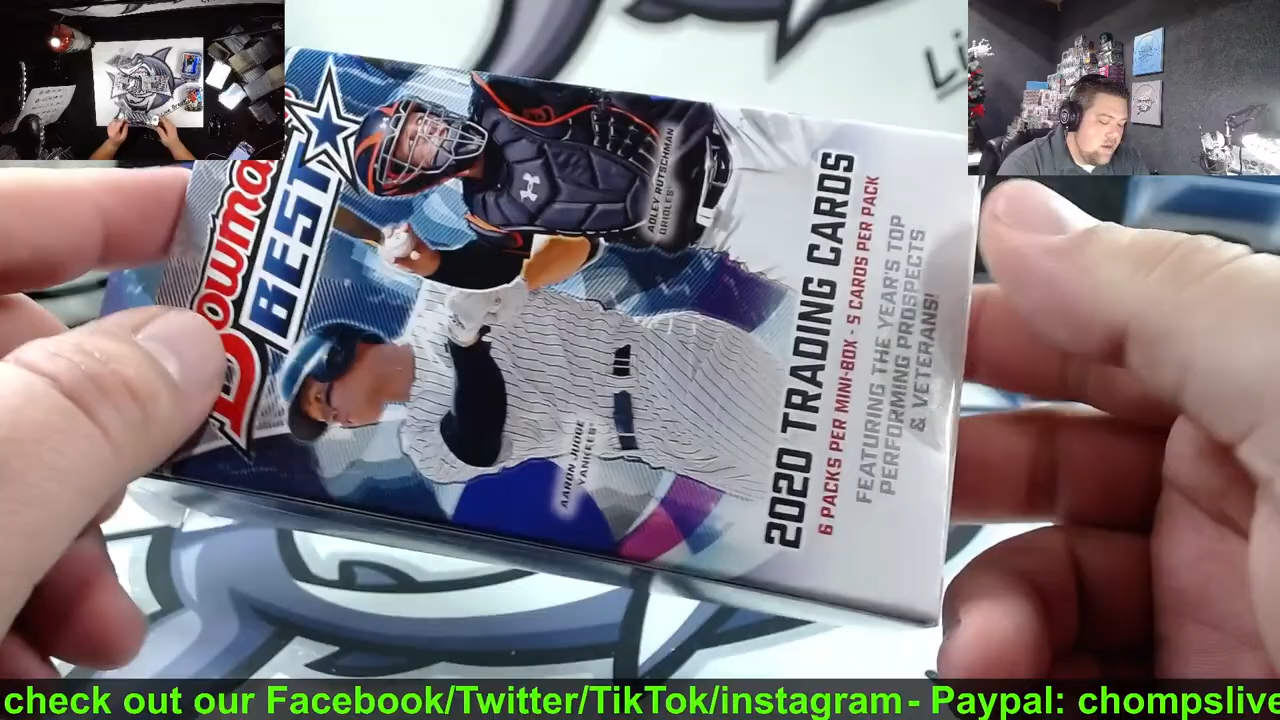 Bowman
BEST
ADLEY RUTSCHMAN
ORIOLES®
AARON JUDGE
YANKEES®
2020 TRADING CARDS
6 PACKS PER MINI-BOX - 5 CARDS PER PACK
FEATURING THE YEAR'S TOP
PERFORMING PROSPECTS
& VETERANS!
check out our Facebook/Twitter/TikTok/instagram - Paypal: chompslive